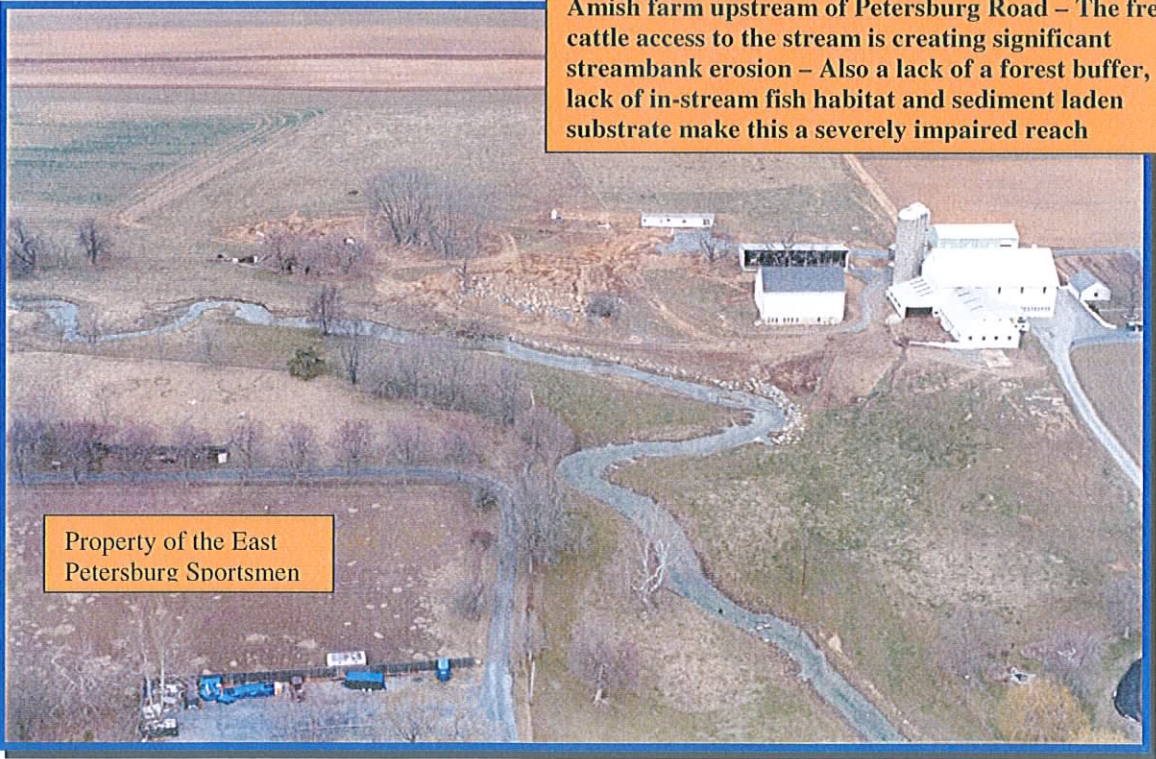 Amish farm upstream of Petersburg Road – The fre
cattle access to the stream is creating significant
streambank erosion – Also a lack of a forest buffer,
lack of in-stream fish habitat and sediment laden
substrate make this a severely impaired reach
Property of the East
Petersburg Sportsmen